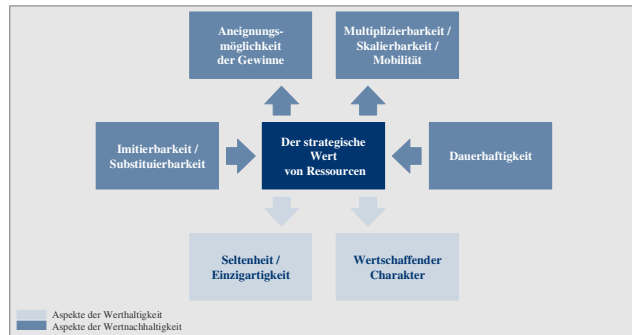 Aneignungs-
möglichkeit
der Gewinne
Multiplizierbarkeit /
Skalierbarkeit /
Mobilität
Imitierbarkeit /
Substituierbarkeit
Der strategische
Wert
von Ressourcen
Dauerhaftigkeit
Seltenheit /
Einzigartigkeit
Wertschaffender
Charakter
Aspekte der Werthaltigkeit
Aspekte der Wertnachhaltigkeit